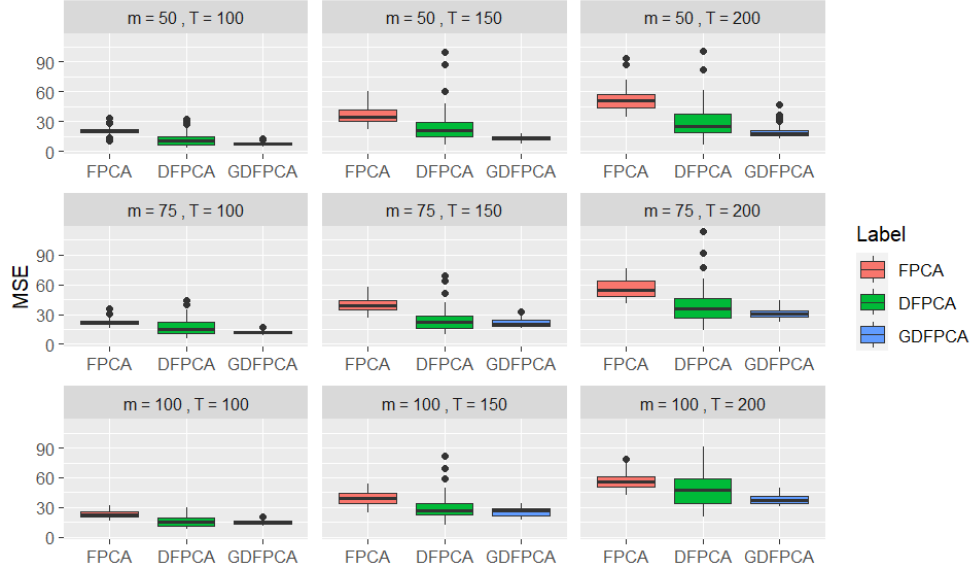 m = 50 , T = 100
m = 50 , T = 150
m = 50 , T = 200
90
60
30
0
FPCA DFPCA GDFPCA
FPCA DFPCA GDFPCA
FPCA DFPCA GDFPCA
m = 75 , T = 100
m = 75 , T = 150
m = 75 , T = 200
MSE
90
60
30
0
FPCA DFPCA GDFPCA
FPCA DFPCA GDFPCA
FPCA DFPCA GDFPCA
m = 100 , T = 100
m = 100 , T = 150
m = 100 , T = 200
90
60
30
0
FPCA DFPCA GDFPCA
FPCA DFPCA GDFPCA
FPCA DFPCA GDFPCA
Label
FPCA
DFPCA
GDFPCA